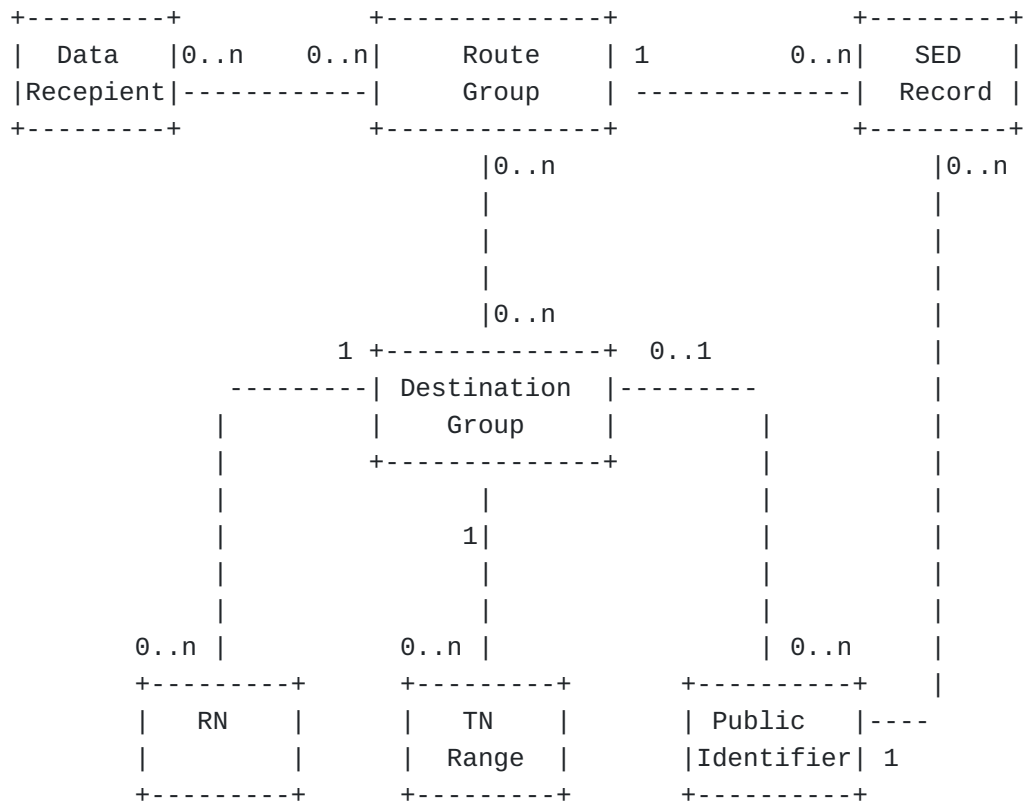 +---------+            +--------------+               +---------+
|  Data   |0..n    0..n|     Route    | 1        0..n|   SED   |
|Recepient|------------|     Group    | -------------|  Record |
+---------+            +--------------+               +---------+
                              |0..n                        |0..n
                              |                            |
                              |                            |
                              |                            |
                              |0..n                        |
                     1 +--------------+  0..1              |
              ---------| Destination  |---------           |
             |         |    Group     |         |          |
             |         +--------------+         |          |
             |                |                 |          |
             |               1|                 |          |
             |                |                 |          |
             |                |                 |          |
        0..n |           0..n |                 | 0..n     |
        +---------+      +---------+       +----------+    |
        |   RN    |      |   TN    |       | Public   |----
        |         |      |  Range  |       |Identifier| 1
        +---------+      +---------+       +----------+